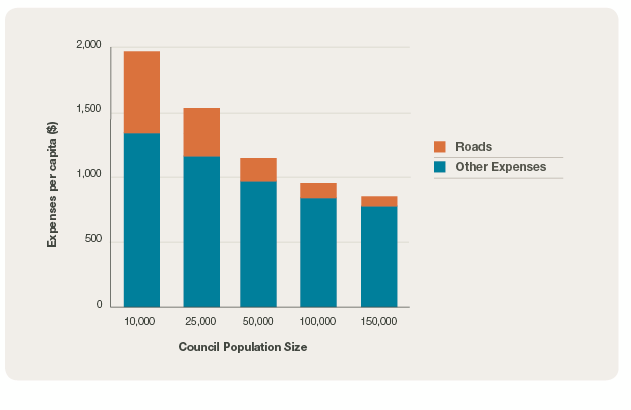 2,000
1,500
1,000
500
0
Expenses per capita ($)
10,000 25,000 50,000 100,000 150,000
Council Population Size
Roads
Other Expenses